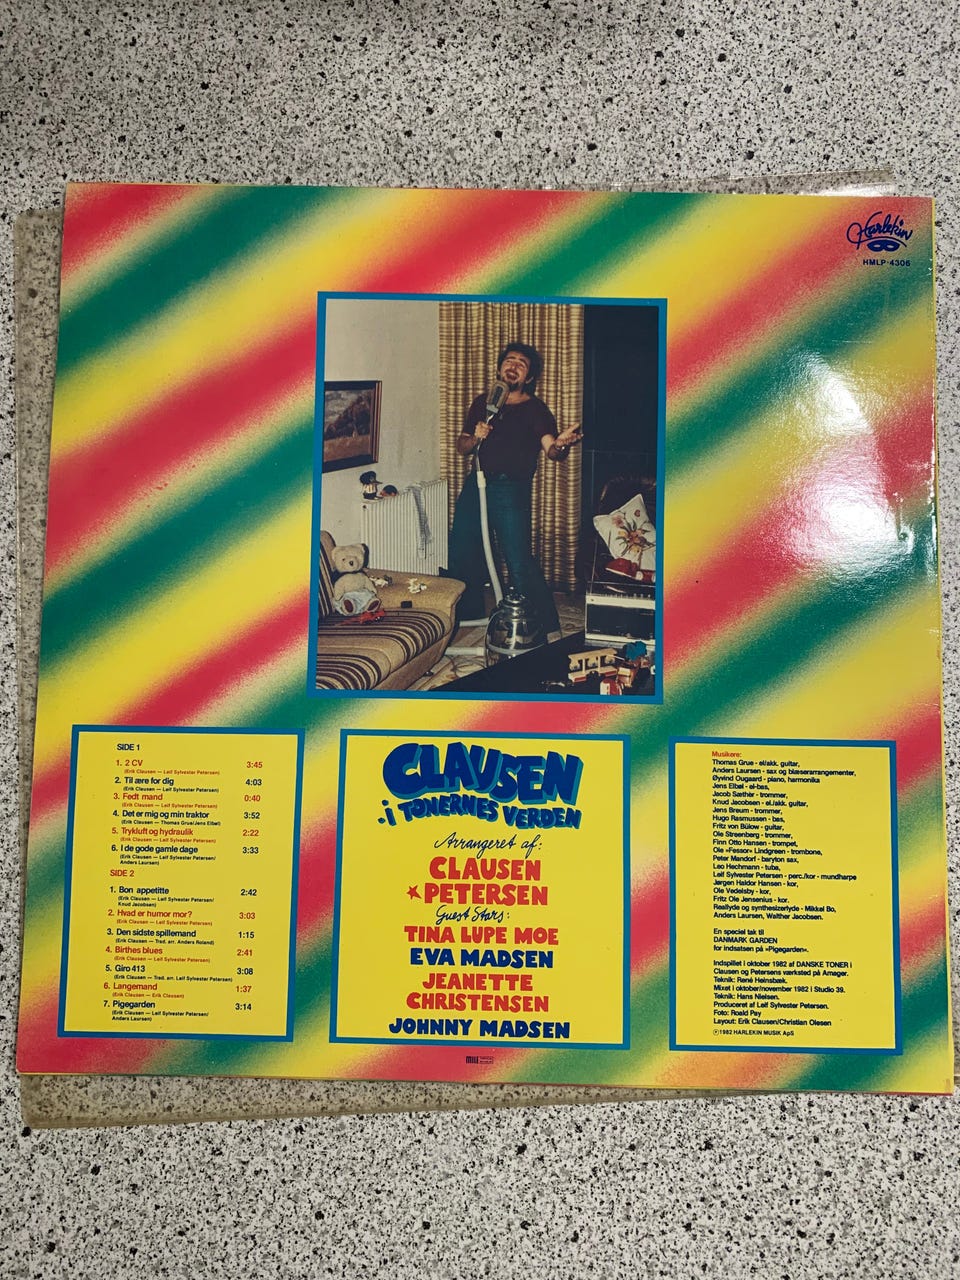 Harlekin
HMLP-4306
SIDE 1
1. 2 CV 3:45
(Erik Clausen — Leif Sylvester Petersen)
2. Til ære for dig 4:03
(Erik Clausen — Leif Sylvester Petersen)
3. Fedt mand 0:40
(Erik Clausen — Leif Sylvester Petersen)
4. Det er mig og min traktor 3:52
(Erik Clausen — Thomas Grue/Jens Elbøl)
5. Trykluft og hydraulik 2:22
(Erik Clausen — Leif Sylvester Petersen)
6. I de gode gamle dage 3:33
(Erik Clausen — Leif Sylvester Petersen/
Anders Laursen)
SIDE 2
1. Bon appetitte 2:42
(Erik Clausen — Leif Sylvester Petersen/
Knud Jacobsen)
2. Hvad er humor mor? 3:03
(Erik Clausen — Leif Sylvester Petersen)
3. Den sidste spillemand 1:15
(Erik Clausen — Trad. arr. Anders Roland)
4. Birthes blues 2:41
(Erik Clausen — Leif Sylvester Petersen)
5. Giro 413 3:08
(Erik Clausen — Trad. arr. Leif Sylvester Petersen)
6. Langemand 1:37
(Erik Clausen — Erik Clausen)
7. Pigegarden 3:14
(Erik Clausen — Leif Sylvester Petersen/
Anders Laursen)
CLAUSEN
.i TONERNES VERDEN
Arrangeret af:
CLAUSEN
★PETERSEN
Guest Stars:
TINA LUPE MOE
EVA MADSEN
JEANETTE
CHRISTENSEN
JOHNNY MADSEN
Musikere:
Thomas Grue - el/akk. guitar,
Anders Laursen - sax og blæserarrangementer,
Øyvind Ougaard - piano, harmonika
Jens Elbøl - el-bas,
Jacob Sæther - trommer,
Knud Jacobsen - el./akk. guitar,
Jens Breum - trommer,
Hugo Rasmussen - bas,
Fritz von Bülow - guitar,
Ole Streenberg - trommer,
Finn Otto Hansen - trompet,
Ole »Fessor« Lindgreen - trombone,
Peter Mandorf - baryton sax,
Leo Hechmann - tuba,
Leif Sylvester Petersen - perc./kor - mundharpe
Jørgen Haldor Hansen - kor,
Ole Vedelsby - kor,
Fritz Ole Jensenius - kor.
Reallyde og synthesizerlyde - Mikkel Bo,
Anders Laursen, Walther Jacobsen.
En speciel tak til
DANMARK GARDEN
for indsatsen på »Pigegarden«.
Indspillet i oktober 1982 af DANSKE TONER i
Clausen og Petersens værksted på Amager.
Teknik: René Heinsbæk.
Mixet i oktober/november 1982 i Studio 39.
Teknik: Hans Nielsen.
Produceret af Leif Sylvester Petersen.
Foto: Roald Pay
Layout: Erik Clausen/Christian Olesen
℗1982 HARLEKIN MUSIK ApS